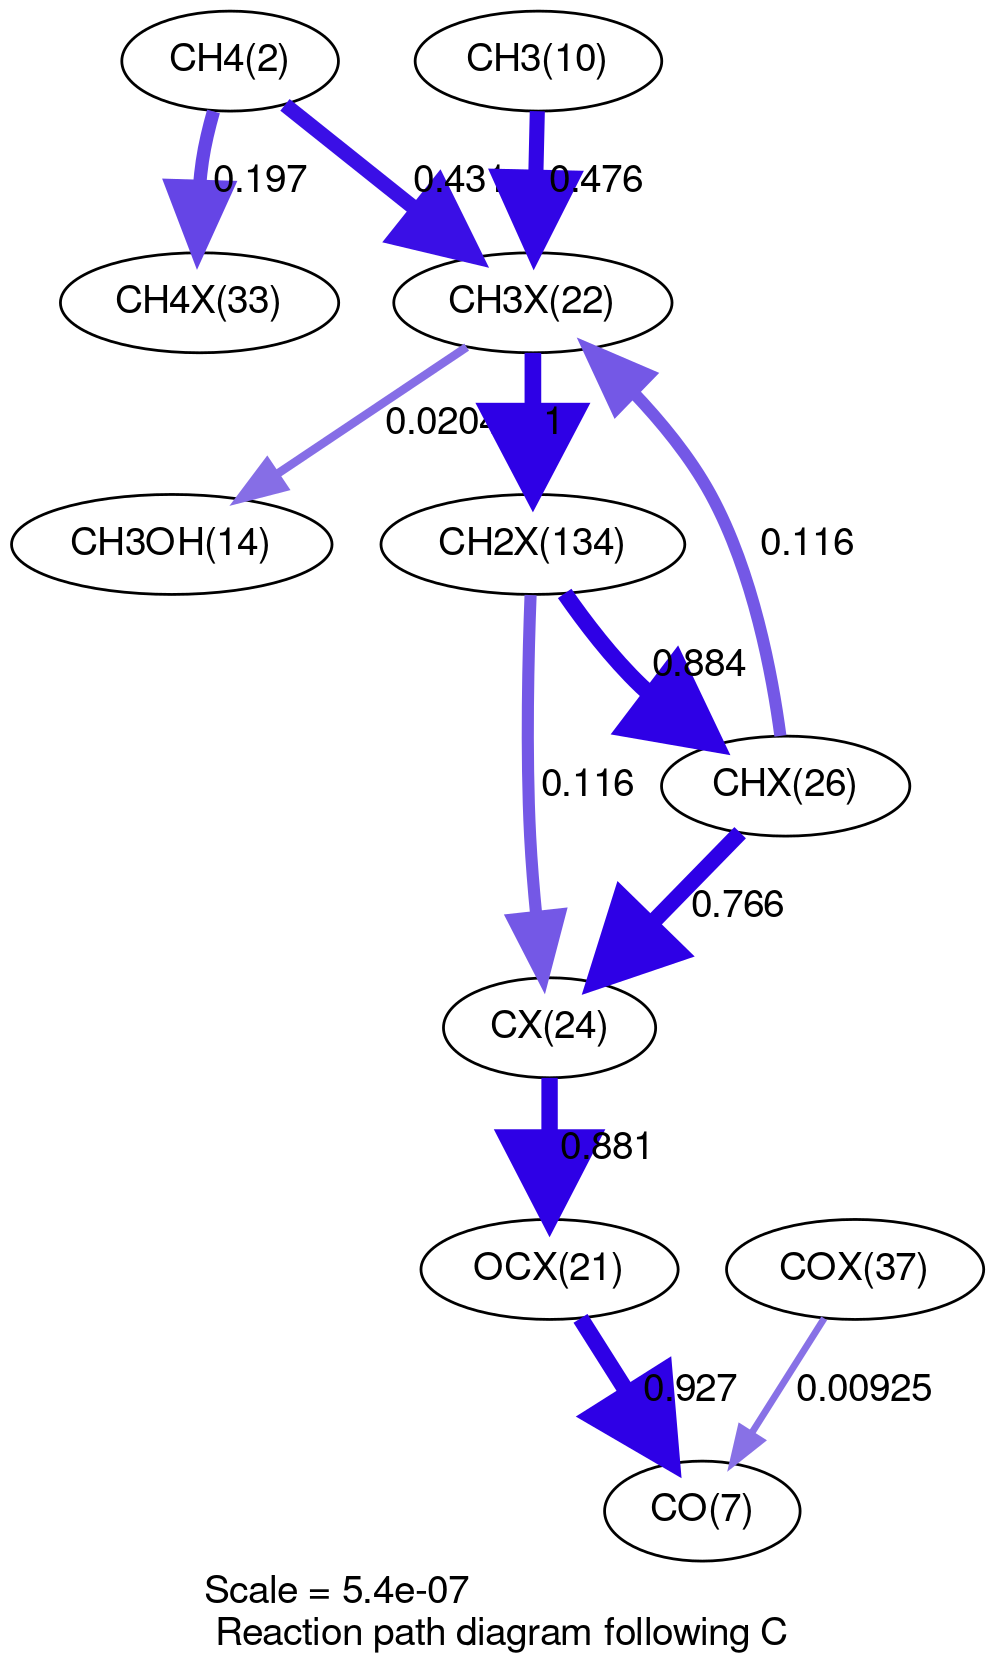 CH4(2)
CH3(10)
0.197
0.431
0.476
CH4X(33)
CH3X(22)
0.0204
1
CH3OH(14)
CH2X(134)
0.116
0.884
0.116
CHX(26)
0.766
CX(24)
0.881
OCX(21)
COX(37)
0.927
0.00925
CO(7)
Scale = 5.4e-07
Reaction path diagram following C